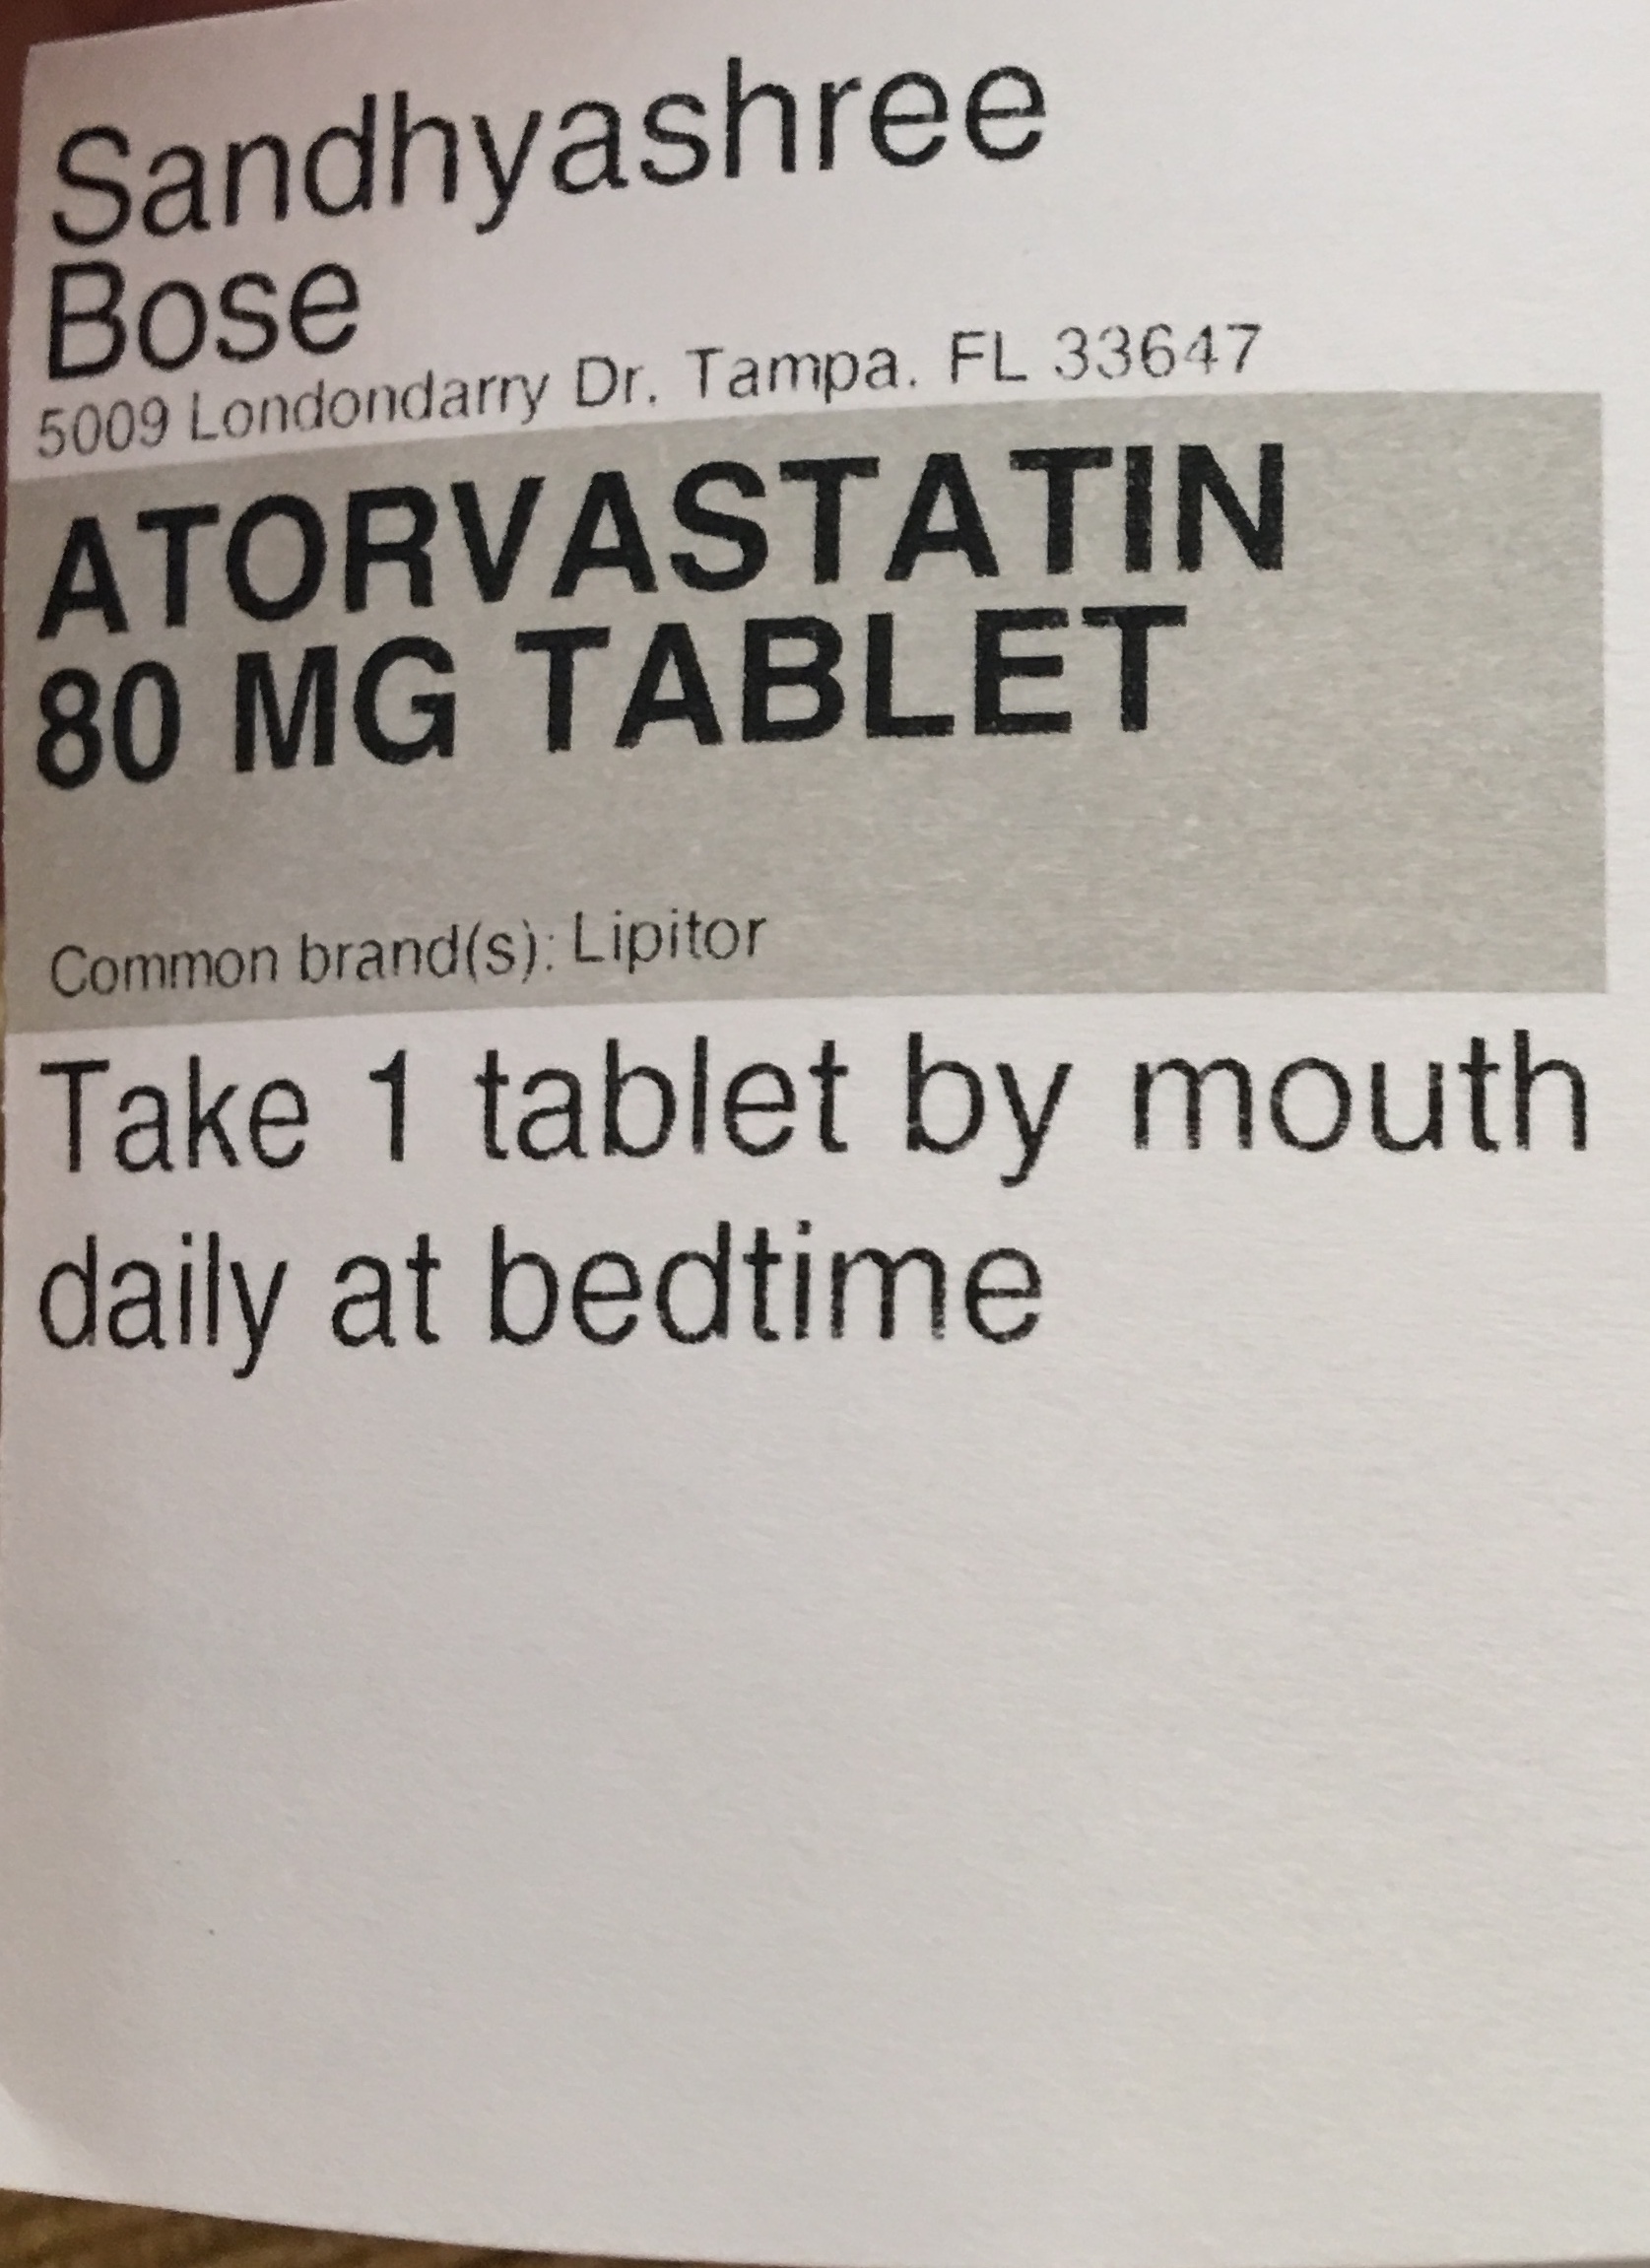 Sandhyashree
Bose
5009 Londondarry Dr. Tampa. FL 33647
ATORVASTATIN
80 MG TABLET
Common brand(s): Lipitor
Take 1 tablet by mouth
daily at bedtime